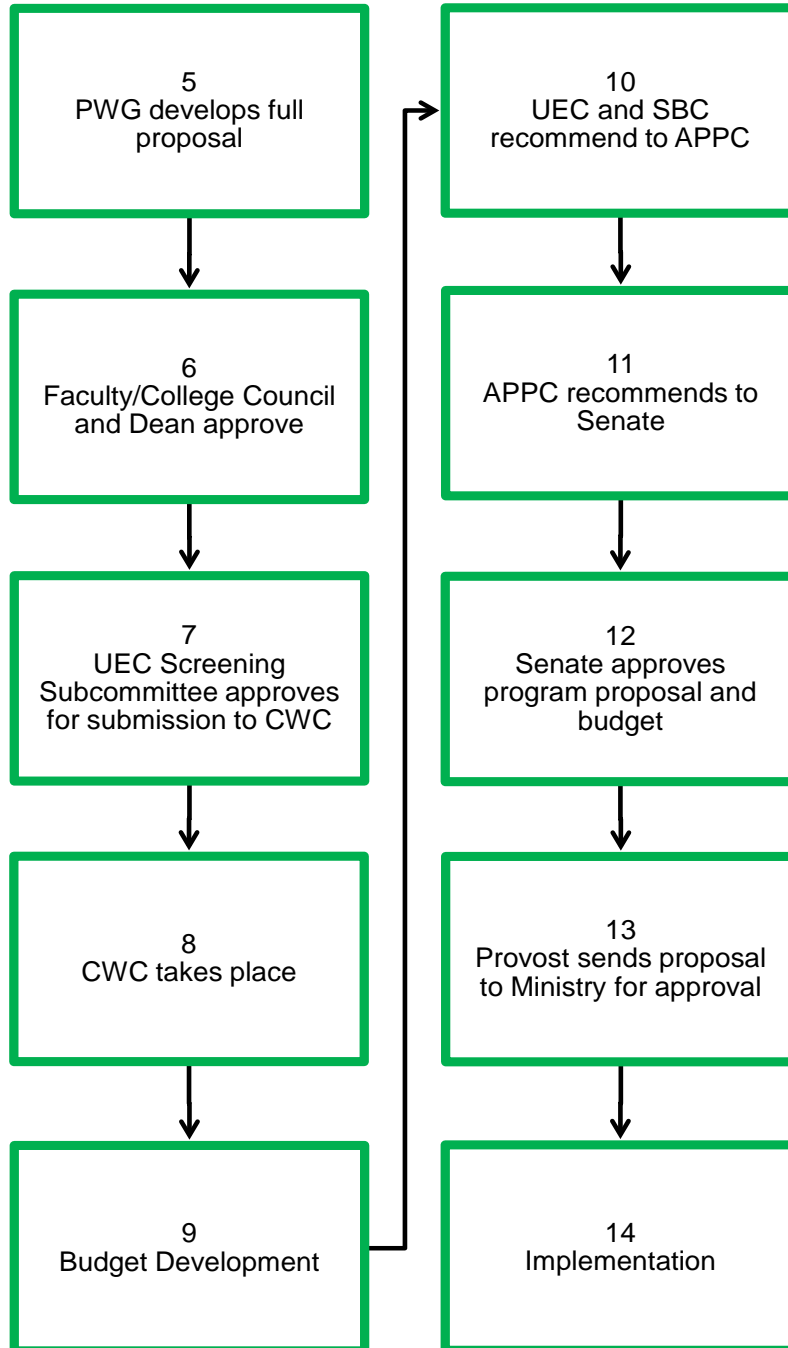 5
PWG develops full
proposal
6
Faculty/College Council
and Dean approve
7
UEC Screening
Subcommittee approves
for submission to CWC
8
CWC takes place
9
Budget Development
10
UEC and SBC
recommend to APPC
11
APPC recommends to
Senate
12
Senate approves
program proposal and
budget
13
Provost sends proposal
to Ministry for approval
14
Implementation